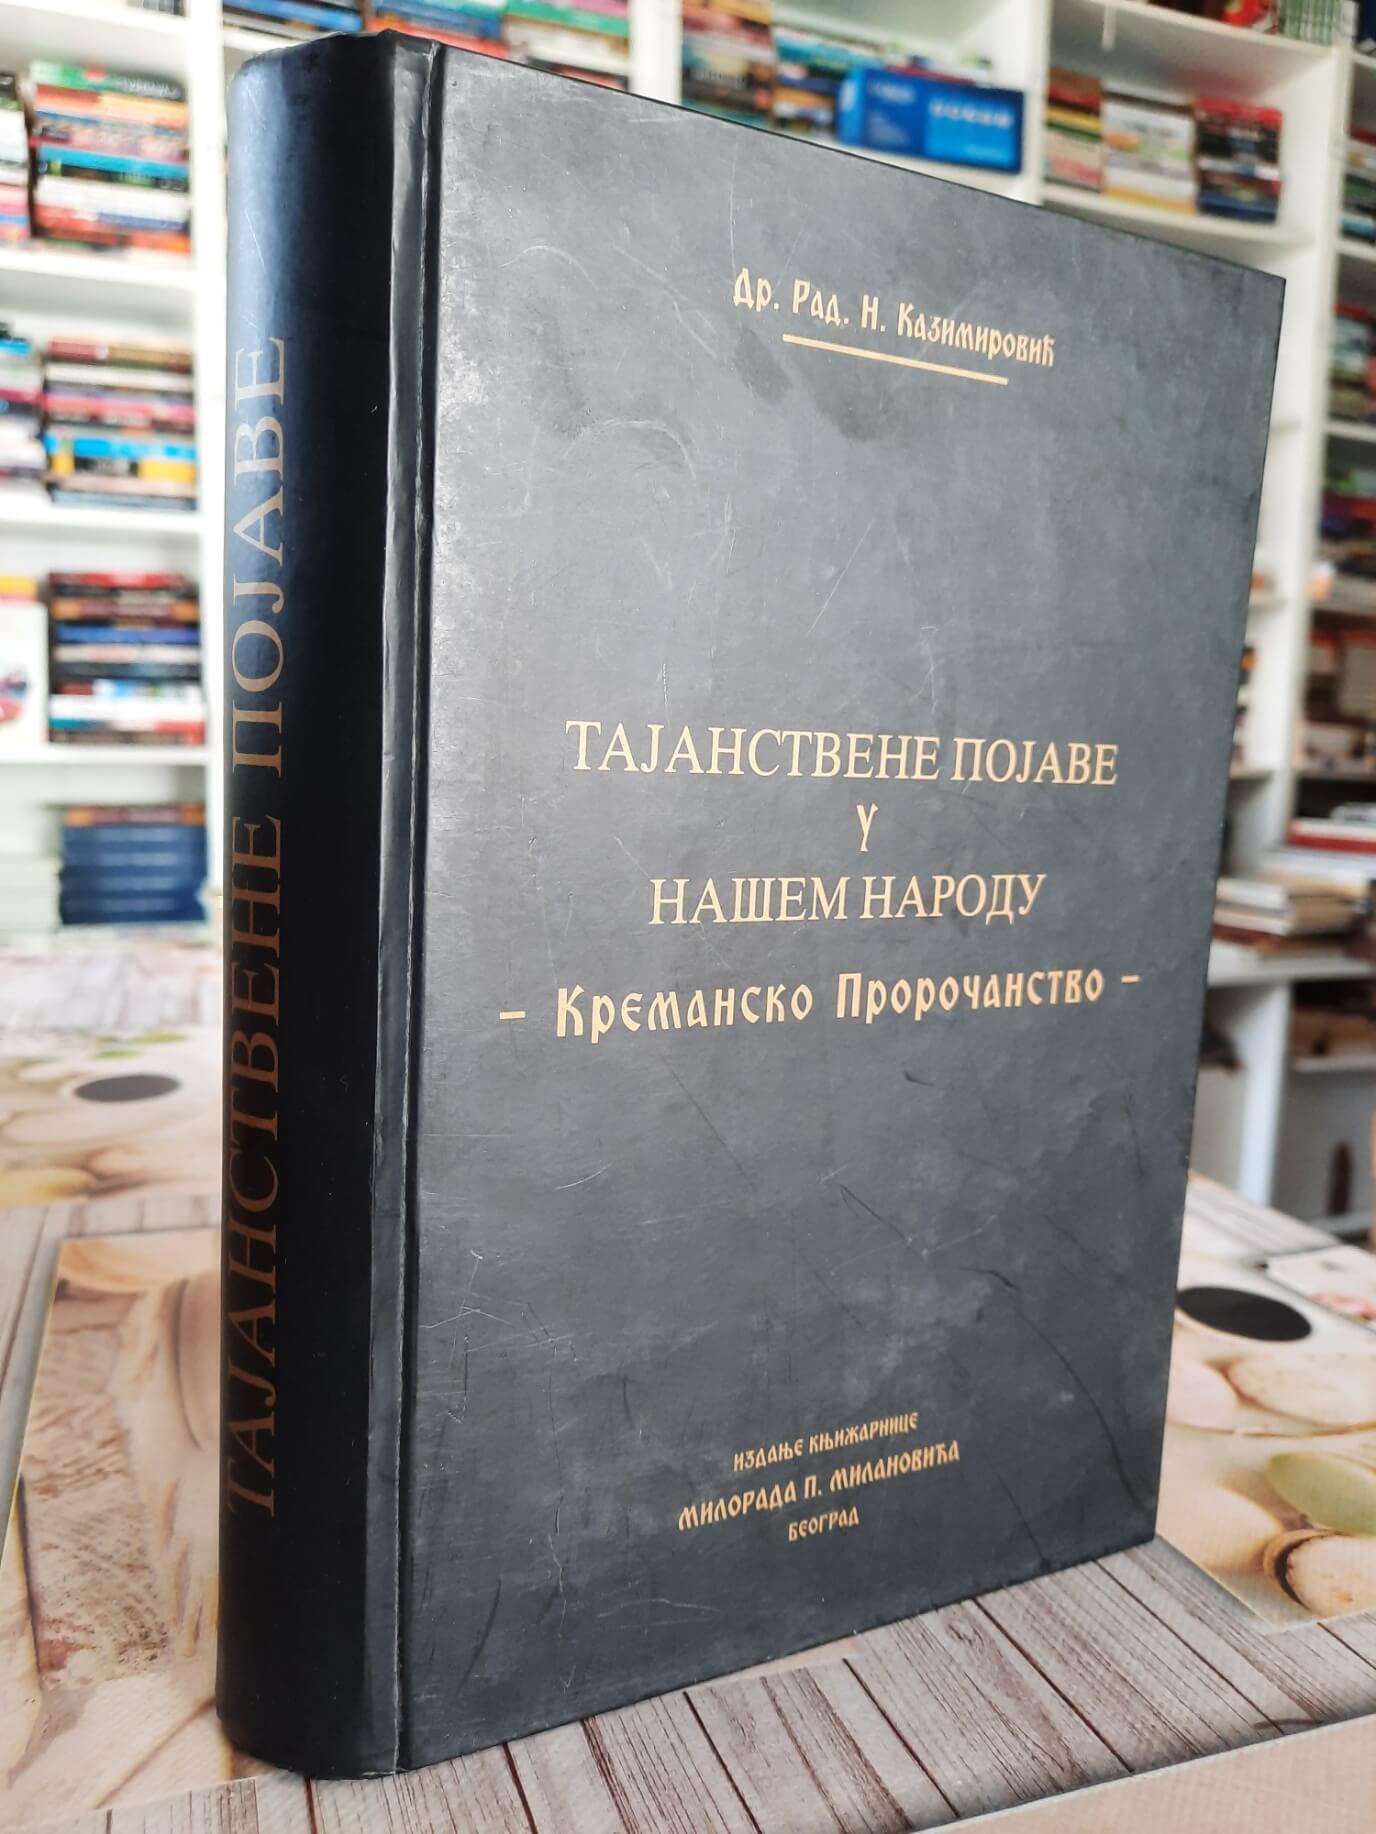 ТАЈАНСТВЕНЕ ПОЈАВЕ
Др. Рад. Н. Казимировић
ТАЈАНСТВЕНЕ ПОЈАВЕ
У
НАШЕМ НАРОДУ
- Креманско Пророчанство -
ИЗДАЊЕ КЊИЖАРНИЦЕ
МИЛОРАДА П. МИЛАНОВИЋА
БЕОГРАД